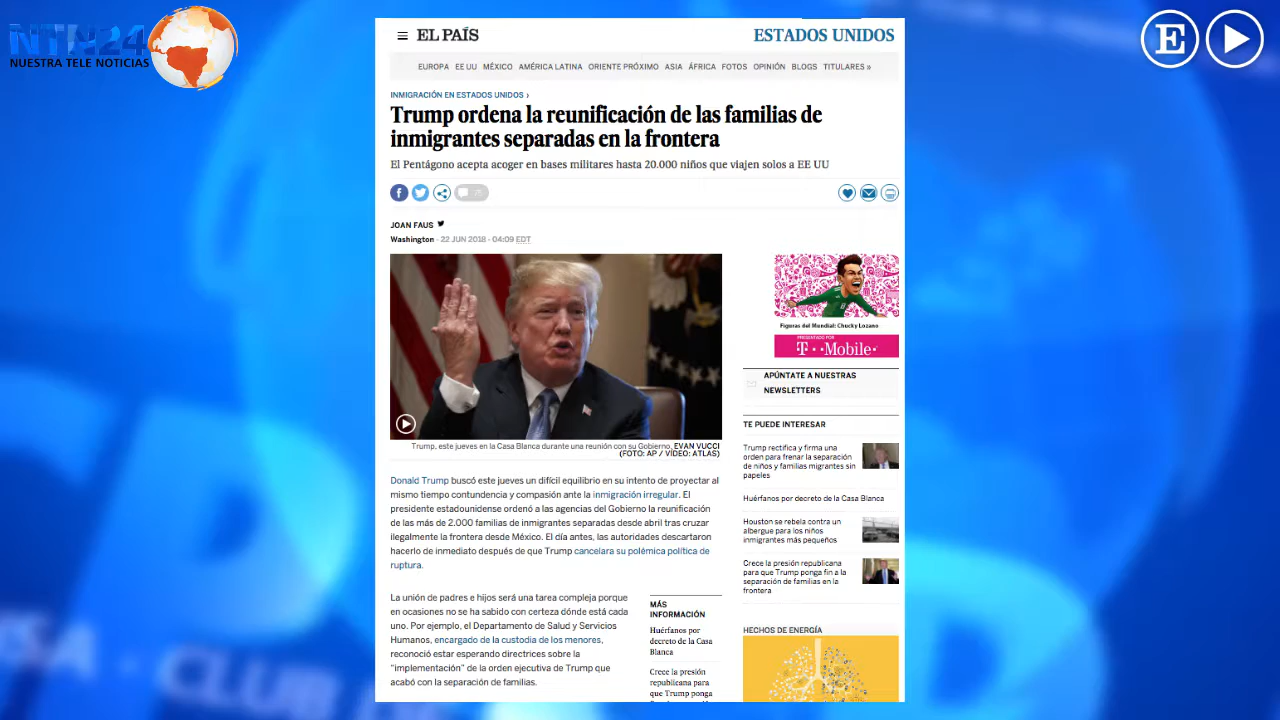 NTN24
NUESTRA TELE NOTICIAS
E
EL PAÍS
ESTADOS UNIDOS
EUROPA EE UU MÉXICO AMÉRICA LATINA ORIENTE PRÓXIMO ASIA ÁFRICA FOTOS OPINIÓN BLOGS TITULARES »
INMIGRACIÓN EN ESTADOS UNIDOS ›
Trump ordena la reunificación de las familias de
inmigrantes separadas en la frontera
El Pentágono acepta acoger en bases militares hasta 20.000 niños que viajen solos a EE UU
JOAN FAUS
Washington - 22 JUN 2018 - 04:09 EDT
Trump, este jueves en la Casa Blanca durante una reunión con su Gobierno. EVAN VUCCI
(FOTO: AP / VÍDEO: ATLAS)
Donald Trump buscó este jueves un difícil equilibrio en su intento de proyectar al
mismo tiempo contundencia y compasión ante la inmigración irregular. El
presidente estadounidense ordenó a las agencias del Gobierno la reunificación
de las más de 2.000 familias de inmigrantes separadas desde abril tras cruzar
ilegalmente la frontera desde México. El día antes, las autoridades descartaron
hacerlo de inmediato después de que Trump cancelara su polémica política de
ruptura.
La unión de padres e hijos será una tarea compleja porque
en ocasiones no se ha sabido con certeza dónde está cada
uno. Por ejemplo, el Departamento de Salud y Servicios
Humanos, encargado de la custodia de los menores,
reconoció estar esperando directrices sobre la
"implementación" de la orden ejecutiva de Trump que
acabó con la separación de familias.
MÁS
INFORMACIÓN
Huérfanos por
decreto de la Casa
Blanca
Crece la presión
republicana para
que Trump ponga
Figuras del Mundial: Chucky Lozano
PRESENTADO POR
T··Mobile·
APÚNTATE A NUESTRAS
NEWSLETTERS
TE PUEDE INTERESAR
Trump rectifica y firma una
orden para frenar la separación
de niños y familias migrantes sin
papeles
Huérfanos por decreto de la Casa Blanca
Houston se rebela contra un
albergue para los niños
inmigrantes más pequeños
Crece la presión republicana
para que Trump ponga fin a la
separación de familias en la
frontera
HECHOS DE ENERGÍA
CLUB